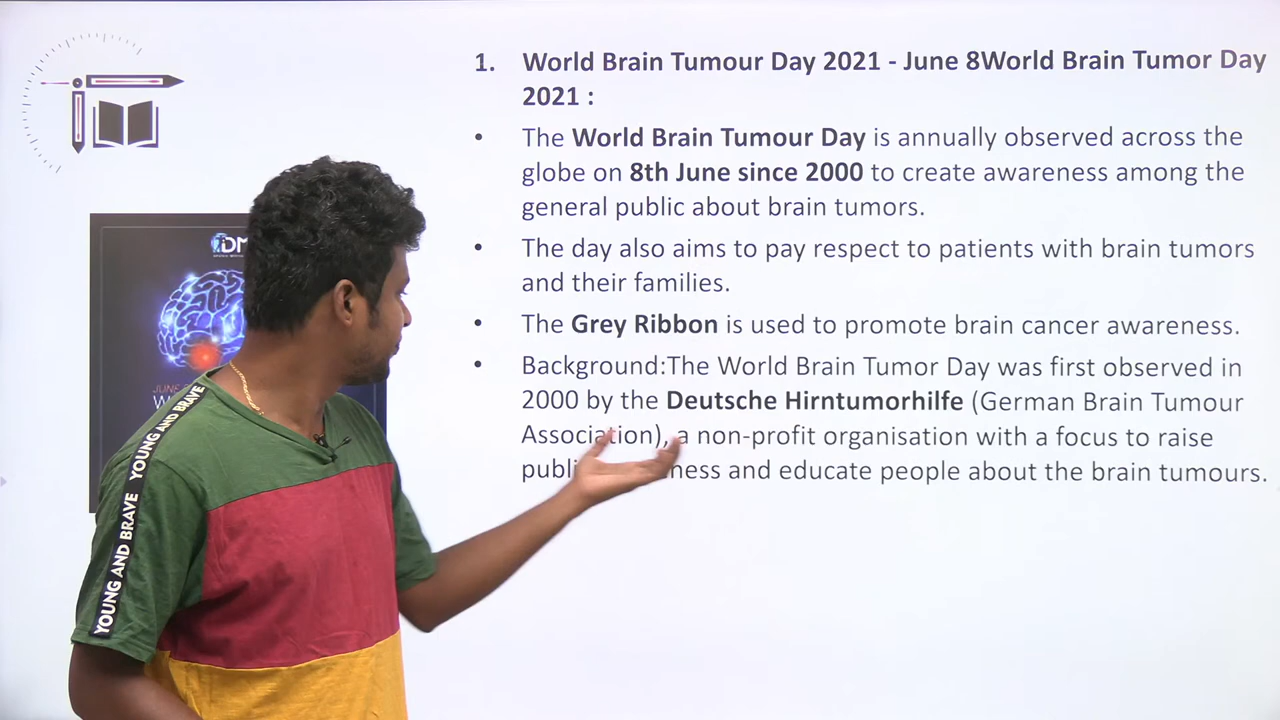 1. World Brain Tumour Day 2021 - June 8World Brain Tumor Day
2021 :
• The World Brain Tumour Day is annually observed across the
globe on 8th June since 2000 to create awareness among the
general public about brain tumors.
• The day also aims to pay respect to patients with brain tumors
and their families.
• The Grey Ribbon is used to promote brain cancer awareness.
• Background:The World Brain Tumor Day was first observed in
2000 by the Deutsche Hirntumorhilfe (German Brain Tumour
Association), a non-profit organisation with a focus to raise
and educate people about the brain tumours.
JUNE
YOUNG AND BRAVE
YOUNG AND BRAVE